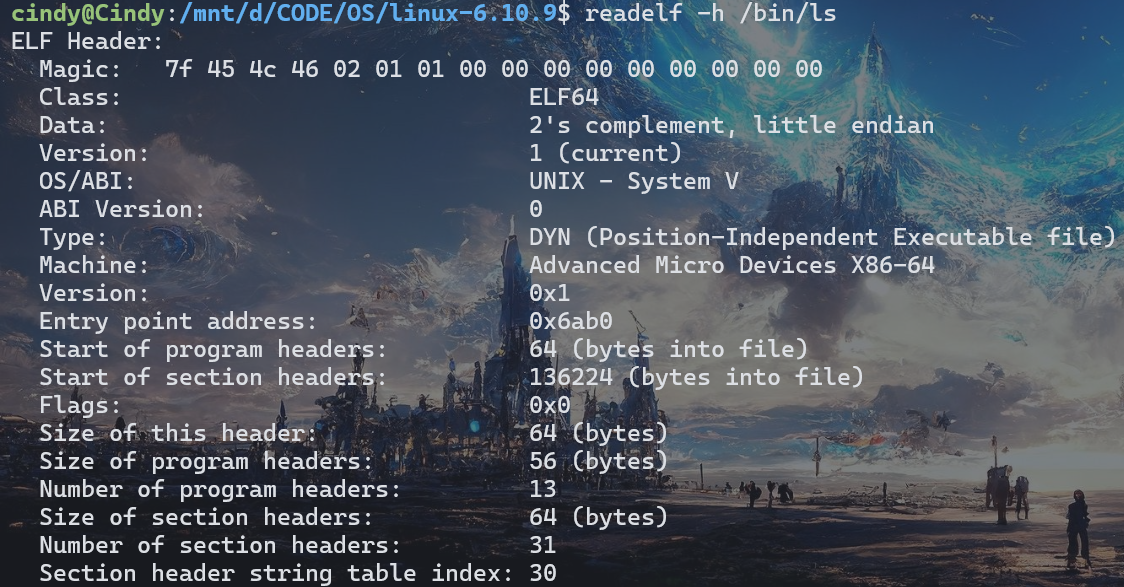 cindy@Cindy:/mnt/d/CODE/OS/linux-6.10.9$ readelf -h /bin/ls
ELF Header:
  Magic:   7f 45 4c 46 02 01 01 00 00 00 00 00 00 00 00 00
  Class:                             ELF64
  Data:                              2's complement, little endian
  Version:                           1 (current)
  OS/ABI:                            UNIX - System V
  ABI Version:                       0
  Type:                              DYN (Position-Independent Executable file)
  Machine:                           Advanced Micro Devices X86-64
  Version:                           0x1
  Entry point address:               0x6ab0
  Start of program headers:          64 (bytes into file)
  Start of section headers:          136224 (bytes into file)
  Flags:                             0x0
  Size of this header:               64 (bytes)
  Size of program headers:           56 (bytes)
  Number of program headers:         13
  Size of section headers:           64 (bytes)
  Number of section headers:         31
  Section header string table index: 30